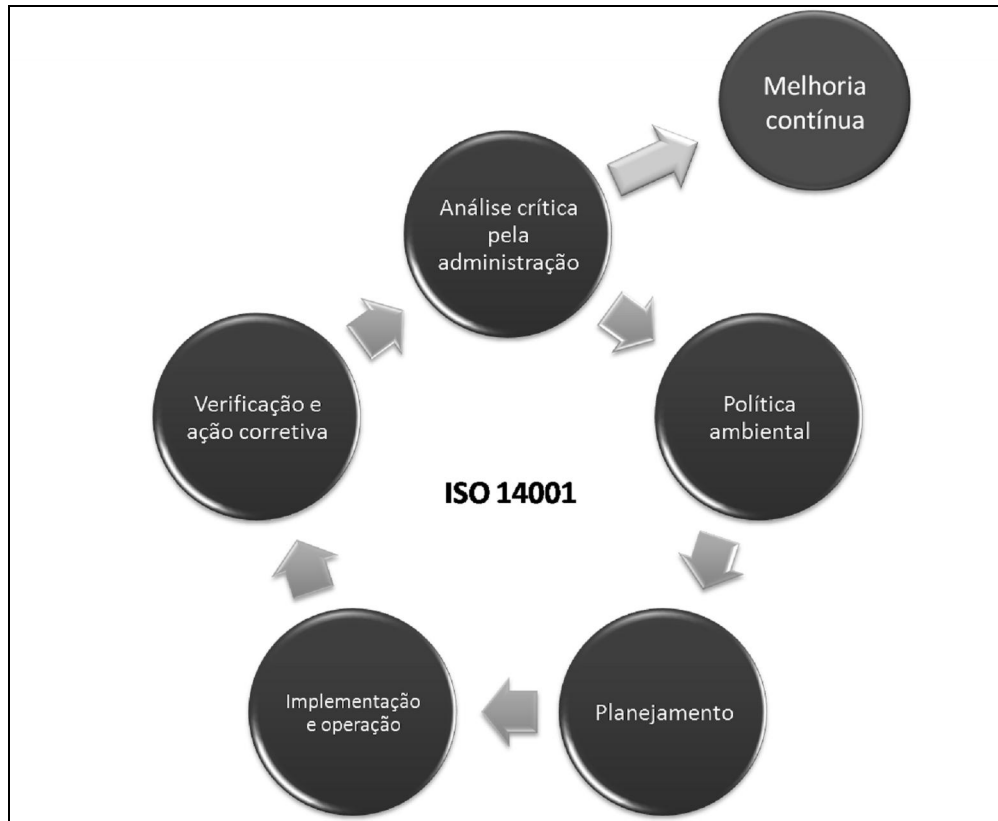 Melhoria
contínua
Análise crítica
pela
administração
Verificação e
ação corretiva
Política
ambiental
ISO 14001
Implementação
e operação
Planejamento